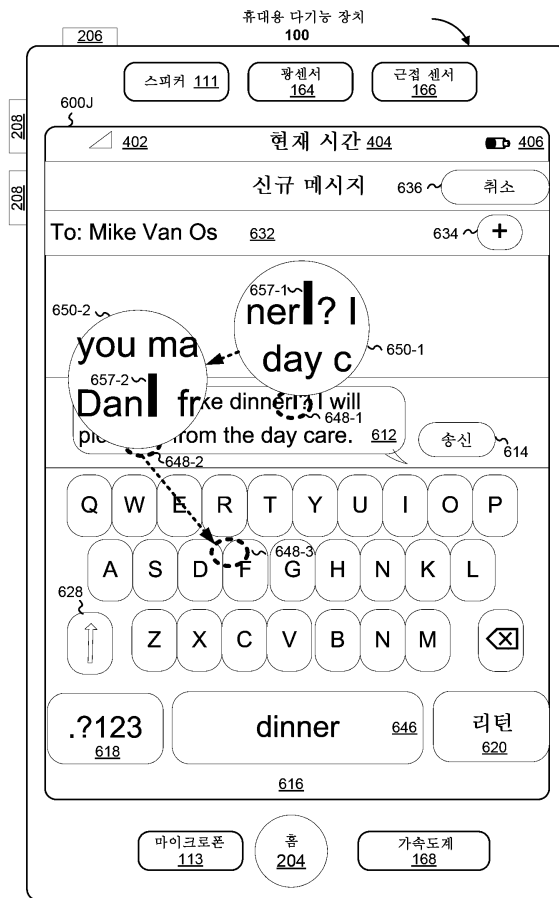 휴대용 다기능 장치
100
206
스피커 111
광센서
164
근접 센서
166
600J
208
208
402
현재 시간 404
406
신규 메시지
636
취소
To: Mike Van Os
632
634
+
657-1
ner? I
day c
650-1
650-2
you ma
657-2
Dan fr
ke dinner? I will
648-1
pic from the day care.
612
송신
614
648-2
Q W E R T Y U I O P
648-3
A S D F G H N K L
628
Z X C V B N M
.?123
618
dinner
646
리턴
620
616
마이크로폰
113
홈
204
가속도계
168